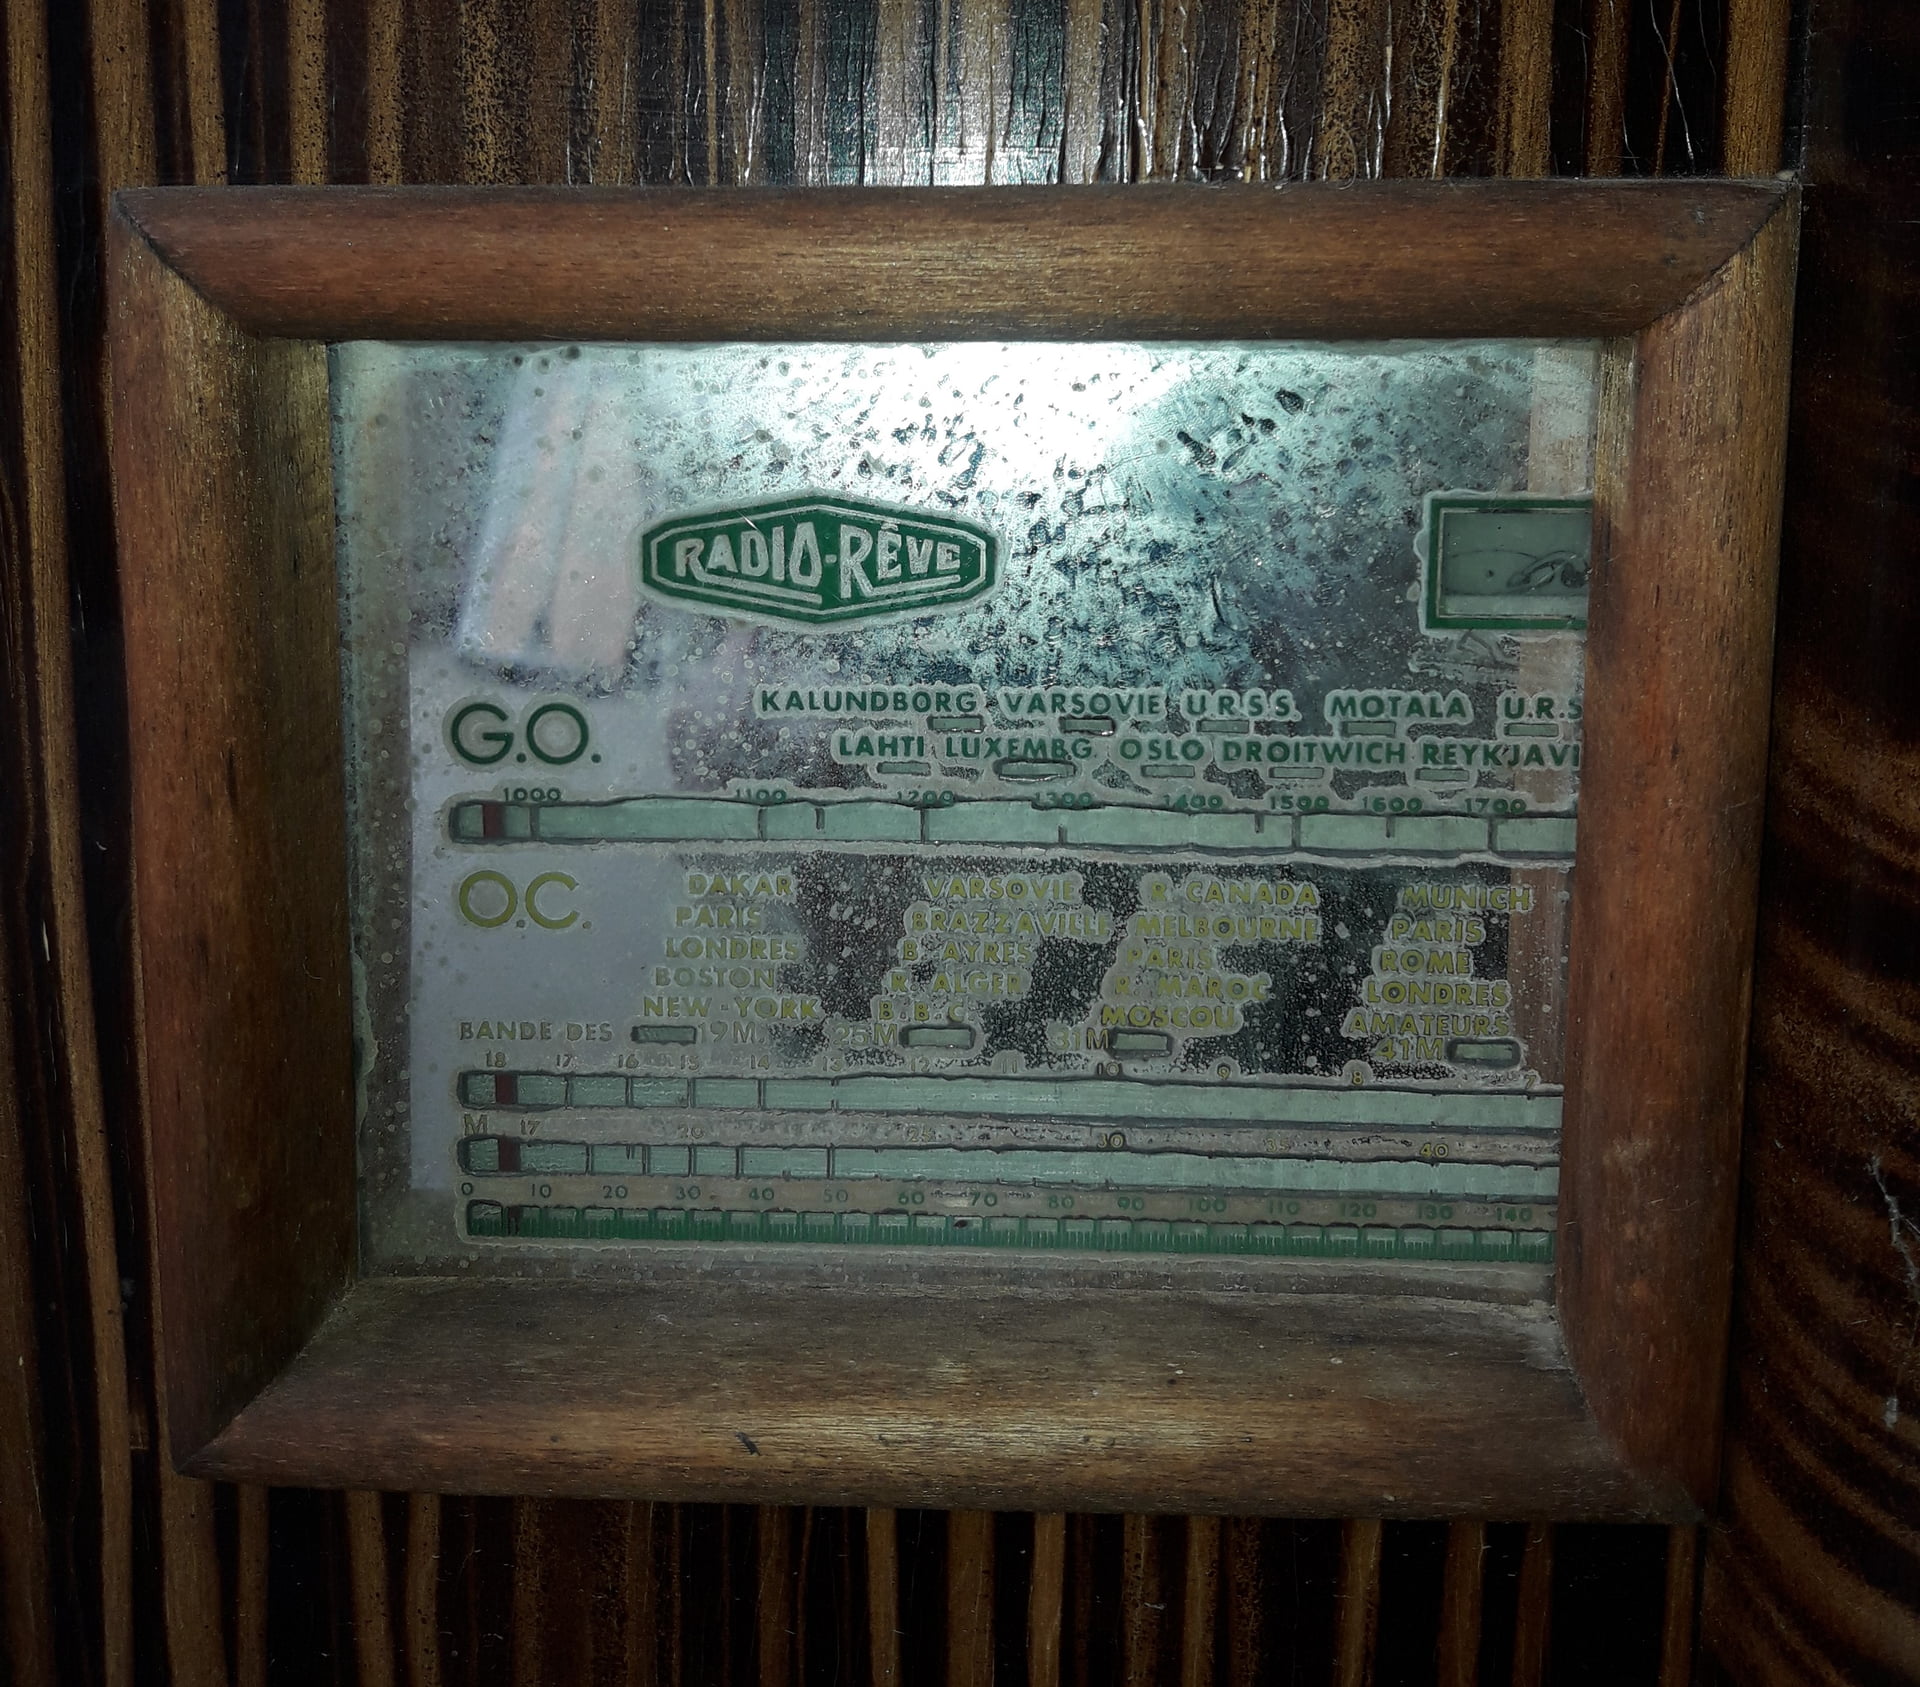 RADIO-RÊVE
G.O.
KALUNDBORG VARSOVIE U.R.S.S. MOTALA U.R.S
LAHTI LUXEMBG. OSLO DROITWICH REYKJAVI
1000 1100 1200 1300 1400 1500 1600 1700
O.C.
DAKAR VARSOVIE R. CANADA MUNICH
PARIS BRAZZAVILLE MELBOURNE PARIS
LONDRES B. AYRES PARIS ROME
BOSTON R. ALGER R. MAROC LONDRES
NEW-YORK B.B.C. MOSCOU AMATEURS
BANDE DES 19M. 25M 31M 41M
18 17 16 15 14 13 12 11 10 9 8 7
M 17 20 25 30 35 40
0 10 20 30 40 50 60 70 80 90 100 110 120 130 140